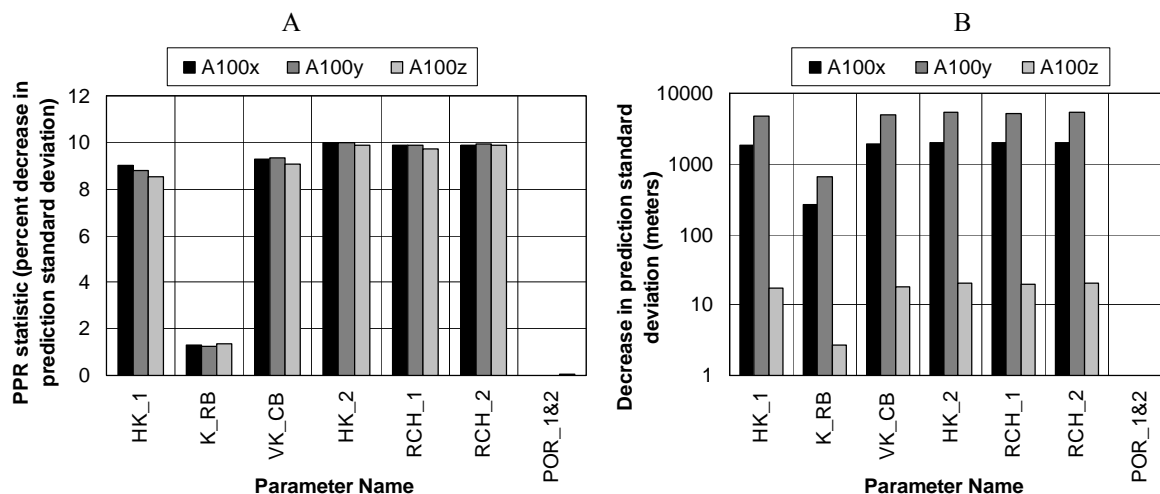 A
A100x A100y A100z
PPR statistic (percent decrease in
prediction standard deviation)
12
10
8
6
4
2
0
HK_1
K_RB
VK_CB
HK_2
RCH_1
RCH_2
POR_1&2
Parameter Name
B
A100x A100y A100z
Decrease in prediction standard
deviation (meters)
10000
1000
100
10
1
HK_1
K_RB
VK_CB
HK_2
RCH_1
RCH_2
POR_1&2
Parameter Name